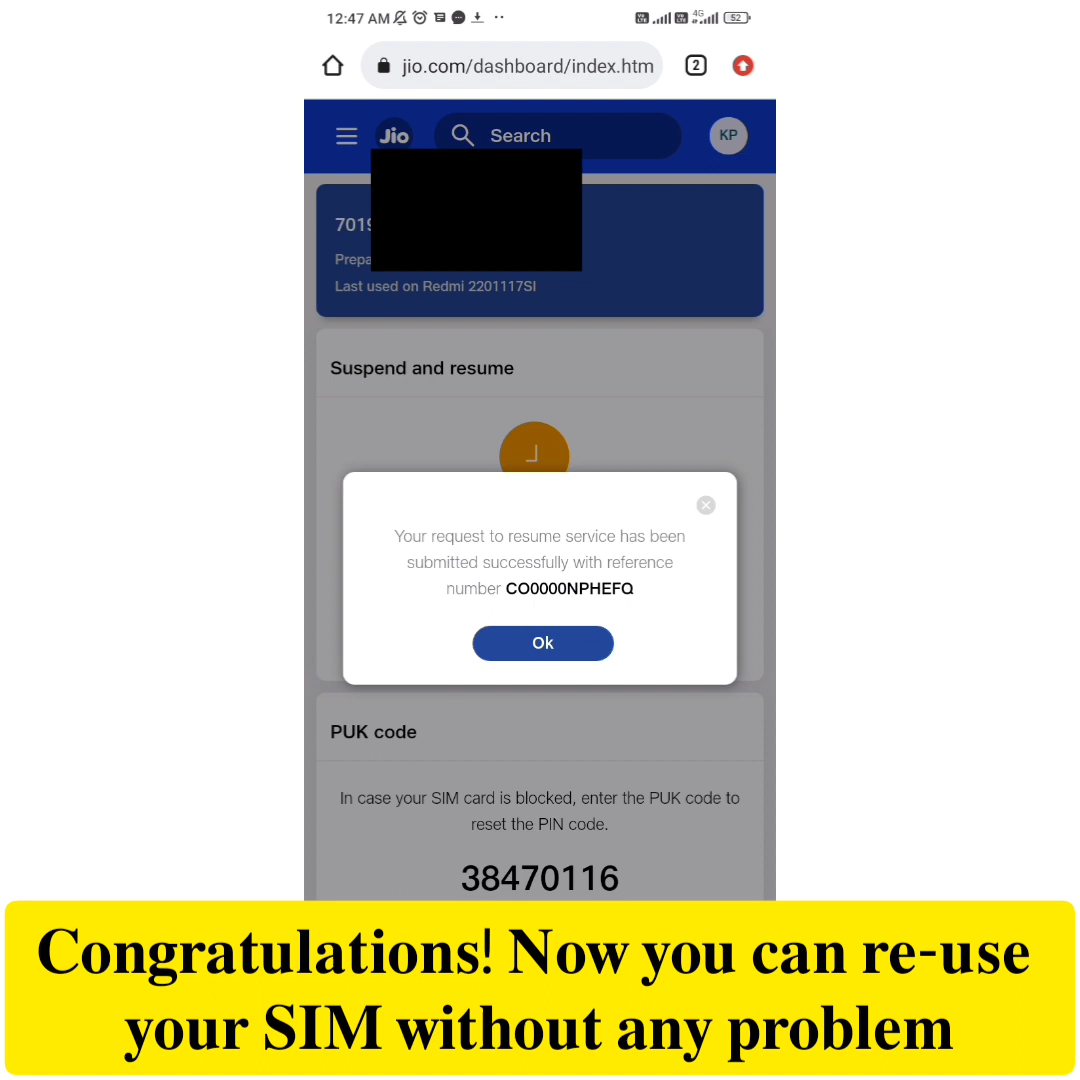 12:47 AM
4G
52
jio.com/dashboard/index.htm
2
Jio
Search
KP
7019
Prepa
Last used on Redmi 2201117SI
Suspend and resume
Your request to resume service has been
submitted successfully with reference
number CO0000NPHEFQ
Ok
PUK code
In case your SIM card is blocked, enter the PUK code to
reset the PIN code.
38470116
Congratulations! Now you can re-use
your SIM without any problem